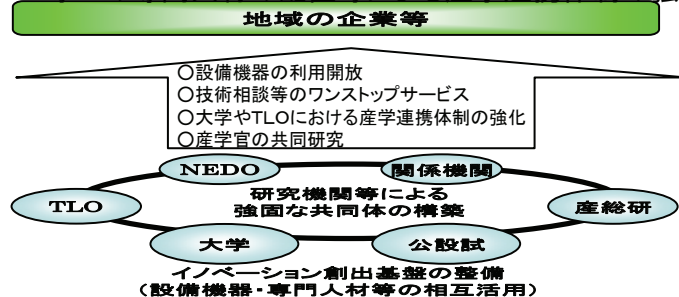 地域の企業等
○設備機器の利用開放
○技術相談等のワンストップサービス
○大学やTLOにおける産学連携体制の強化
○産学官の共同研究
NEDO
関係機関
研究機関等による
TLO
強固な共同体の構築
産総研
大学
公設試
イノベーション創出基盤の整備
(設備機器・専門人材等の相互活用)